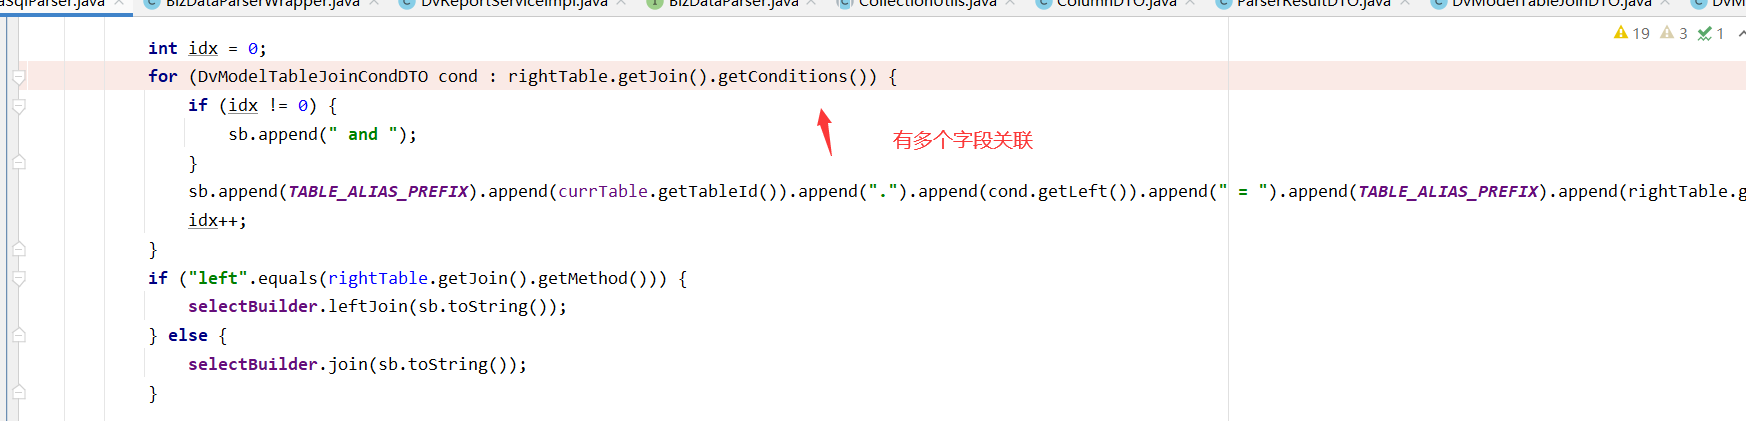 aSqlParser.java BizDataParserWrapper.java DvReportServiceImpl.java BizDataParser.java CollectionUtils.java ColumnDTO.java ParserResultDTO.java DvModelTableJoinDTO.java DvM
19 3 1
int idx = 0;
for (DvModelTableJoinCondDTO cond : rightTable.getJoin().getConditions()) {
if (idx != 0) {
sb.append(" and ");
有多个字段关联
}
sb.append(TABLE_ALIAS_PREFIX).append(currTable.getTableId()).append(".").append(cond.getLeft()).append(" = ").append(TABLE_ALIAS_PREFIX).append(rightTable.g
idx++;
}
if ("left".equals(rightTable.getJoin().getMethod())) {
selectBuilder.leftJoin(sb.toString());
} else {
selectBuilder.join(sb.toString());
}